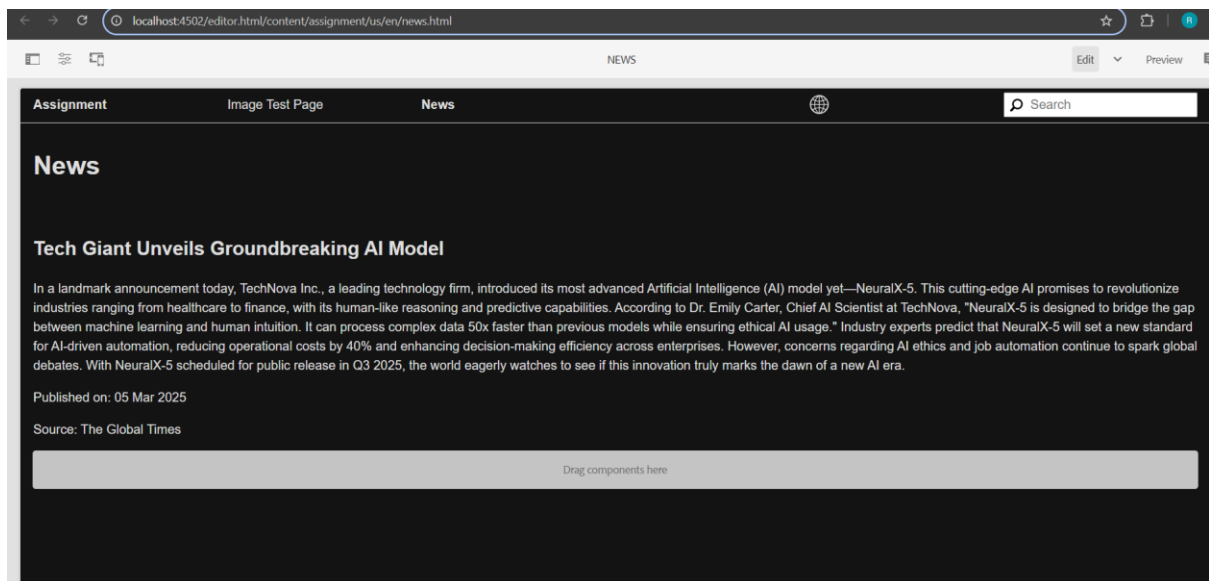 localhost:4502/editor.html/content/assignment/us/en/news.html
R
NEWS
Edit
Preview
Assignment
Image Test Page
News
Search
News
Tech Giant Unveils Groundbreaking AI Model
In a landmark announcement today, TechNova Inc., a leading technology firm, introduced its most advanced Artificial Intelligence (AI) model yet—NeuralX-5. This cutting-edge AI promises to revolutionize
industries ranging from healthcare to finance, with its human-like reasoning and predictive capabilities. According to Dr. Emily Carter, Chief AI Scientist at TechNova, "NeuralX-5 is designed to bridge the gap
between machine learning and human intuition. It can process complex data 50x faster than previous models while ensuring ethical AI usage." Industry experts predict that NeuralX-5 will set a new standard
for AI-driven automation, reducing operational costs by 40% and enhancing decision-making efficiency across enterprises. However, concerns regarding AI ethics and job automation continue to spark global
debates. With NeuralX-5 scheduled for public release in Q3 2025, the world eagerly watches to see if this innovation truly marks the dawn of a new AI era.
Published on: 05 Mar 2025
Source: The Global Times
Drag components here